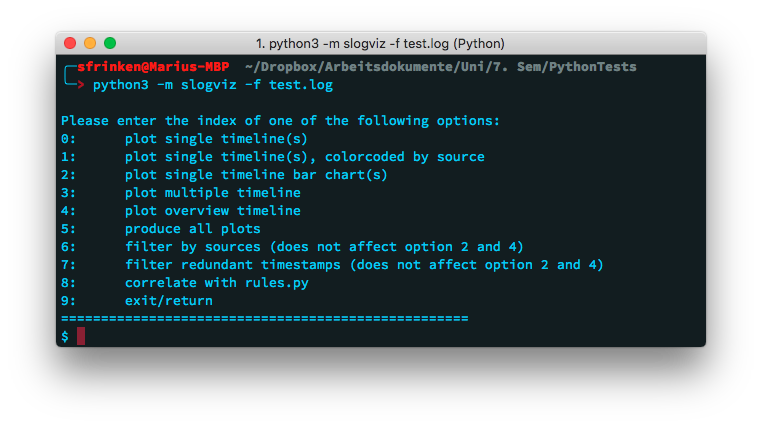 1. python3 -m slogviz -f test.log (Python)
sfrinken@Marius-MBP ~/Dropbox/Arbeitsdokumente/Uni/7. Sem/PythonTests
> python3 -m slogviz -f test.log
Please enter the index of one of the following options:
0: plot single timeline(s)
1: plot single timeline(s), colorcoded by source
2: plot single timeline bar chart(s)
3: plot multiple timeline
4: plot overview timeline
5: produce all plots
6: filter by sources (does not affect option 2 and 4)
7: filter redundant timestamps (does not affect option 2 and 4)
8: correlate with rules.py
9: exit/return
===================================================
$